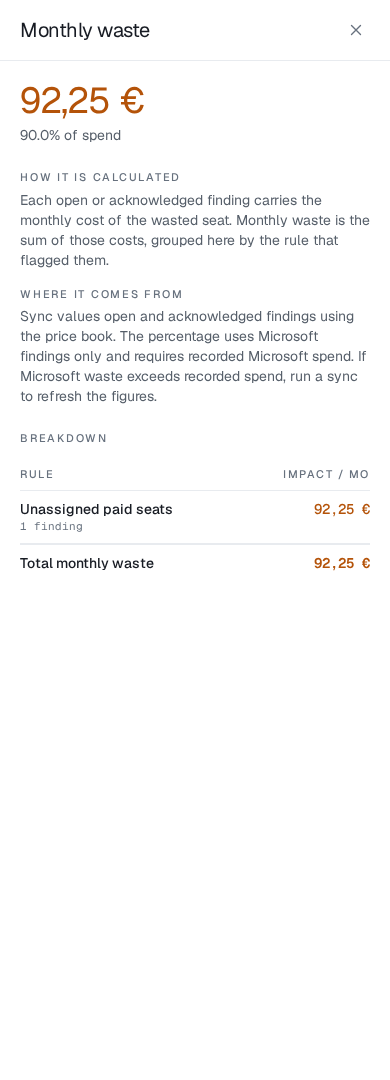 Monthly waste
92,25 €
90.0% of spend
HOW IT IS CALCULATED
Each open or acknowledged finding carries the
monthly cost of the wasted seat. Monthly waste is the
sum of those costs, grouped here by the rule that
flagged them.
WHERE IT COMES FROM
Sync values open and acknowledged findings using
the price book. The percentage uses Microsoft
findings only and requires recorded Microsoft spend. If
Microsoft waste exceeds recorded spend, run a sync
to refresh the figures.
BREAKDOWN
RULE IMPACT / MO
Unassigned paid seats 92,25 €
1 finding
Total monthly waste 92,25 €